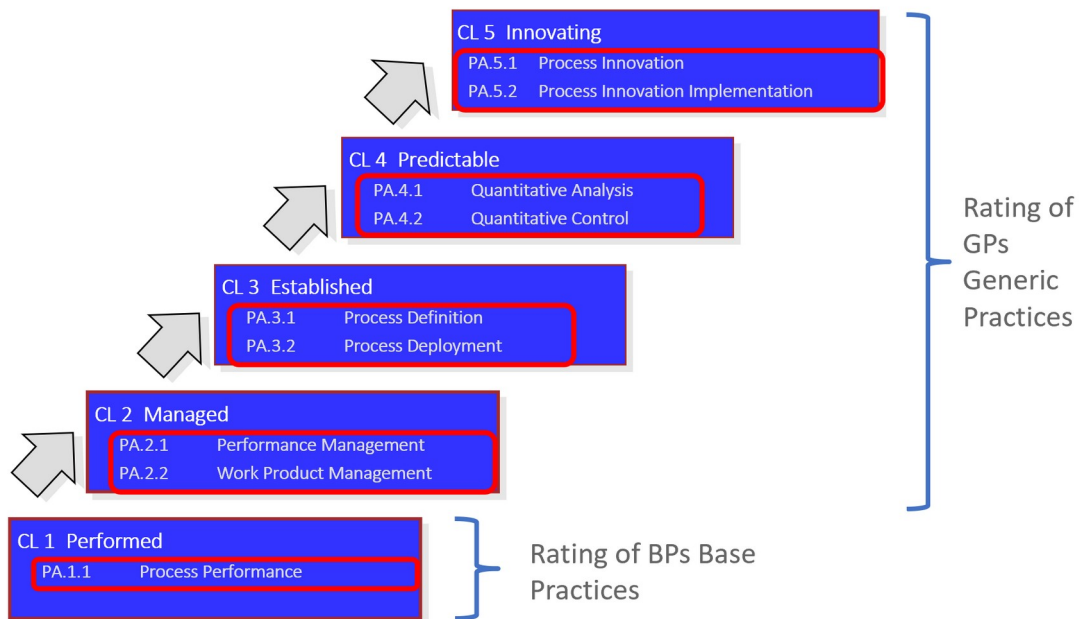 CL 5 Innovating
PA.5.1 Process Innovation
PA.5.2 Process Innovation Implementation
CL 4 Predictable
PA.4.1 Quantitative Analysis
PA.4.2 Quantitative Control
CL 3 Established
PA.3.1 Process Definition
PA.3.2 Process Deployment
CL 2 Managed
PA.2.1 Performance Management
PA.2.2 Work Product Management
CL 1 Performed
PA.1.1 Process Performance
Rating of
GPs
Generic
Practices
Rating of BPs Base
Practices